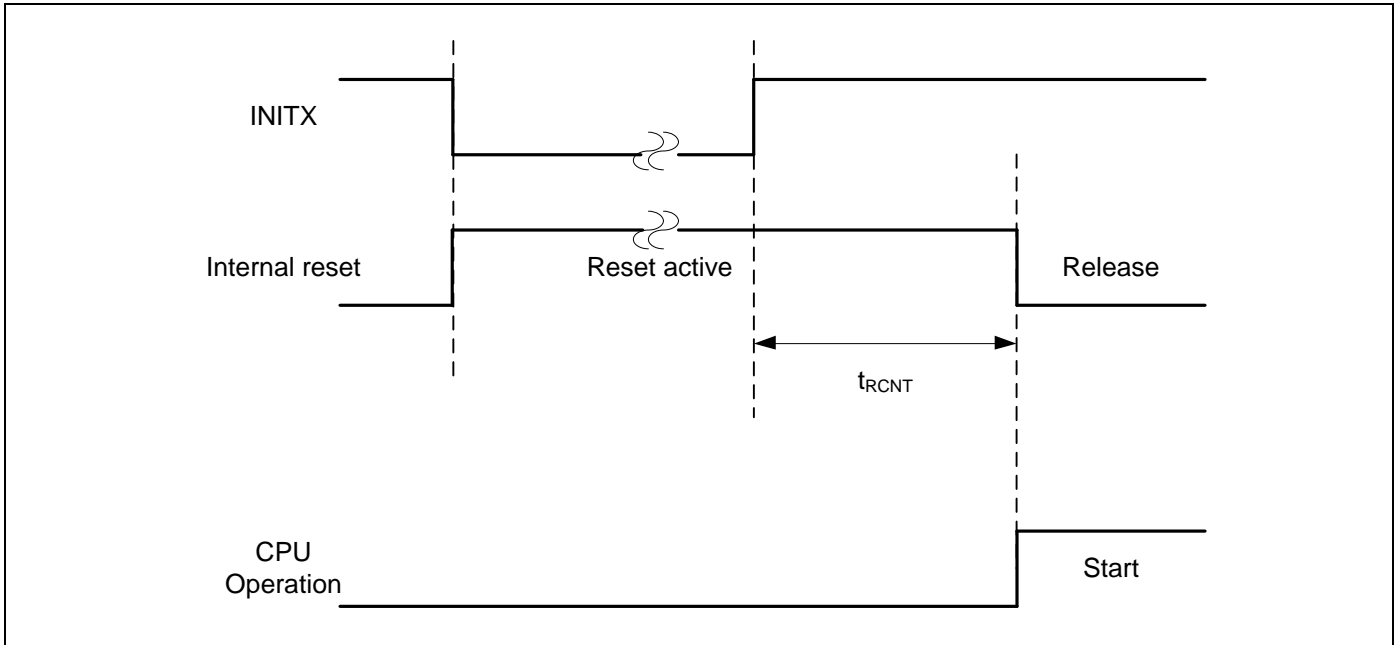 INITX
Internal reset
Reset active
Release
tRCNT
CPU
Operation
Start